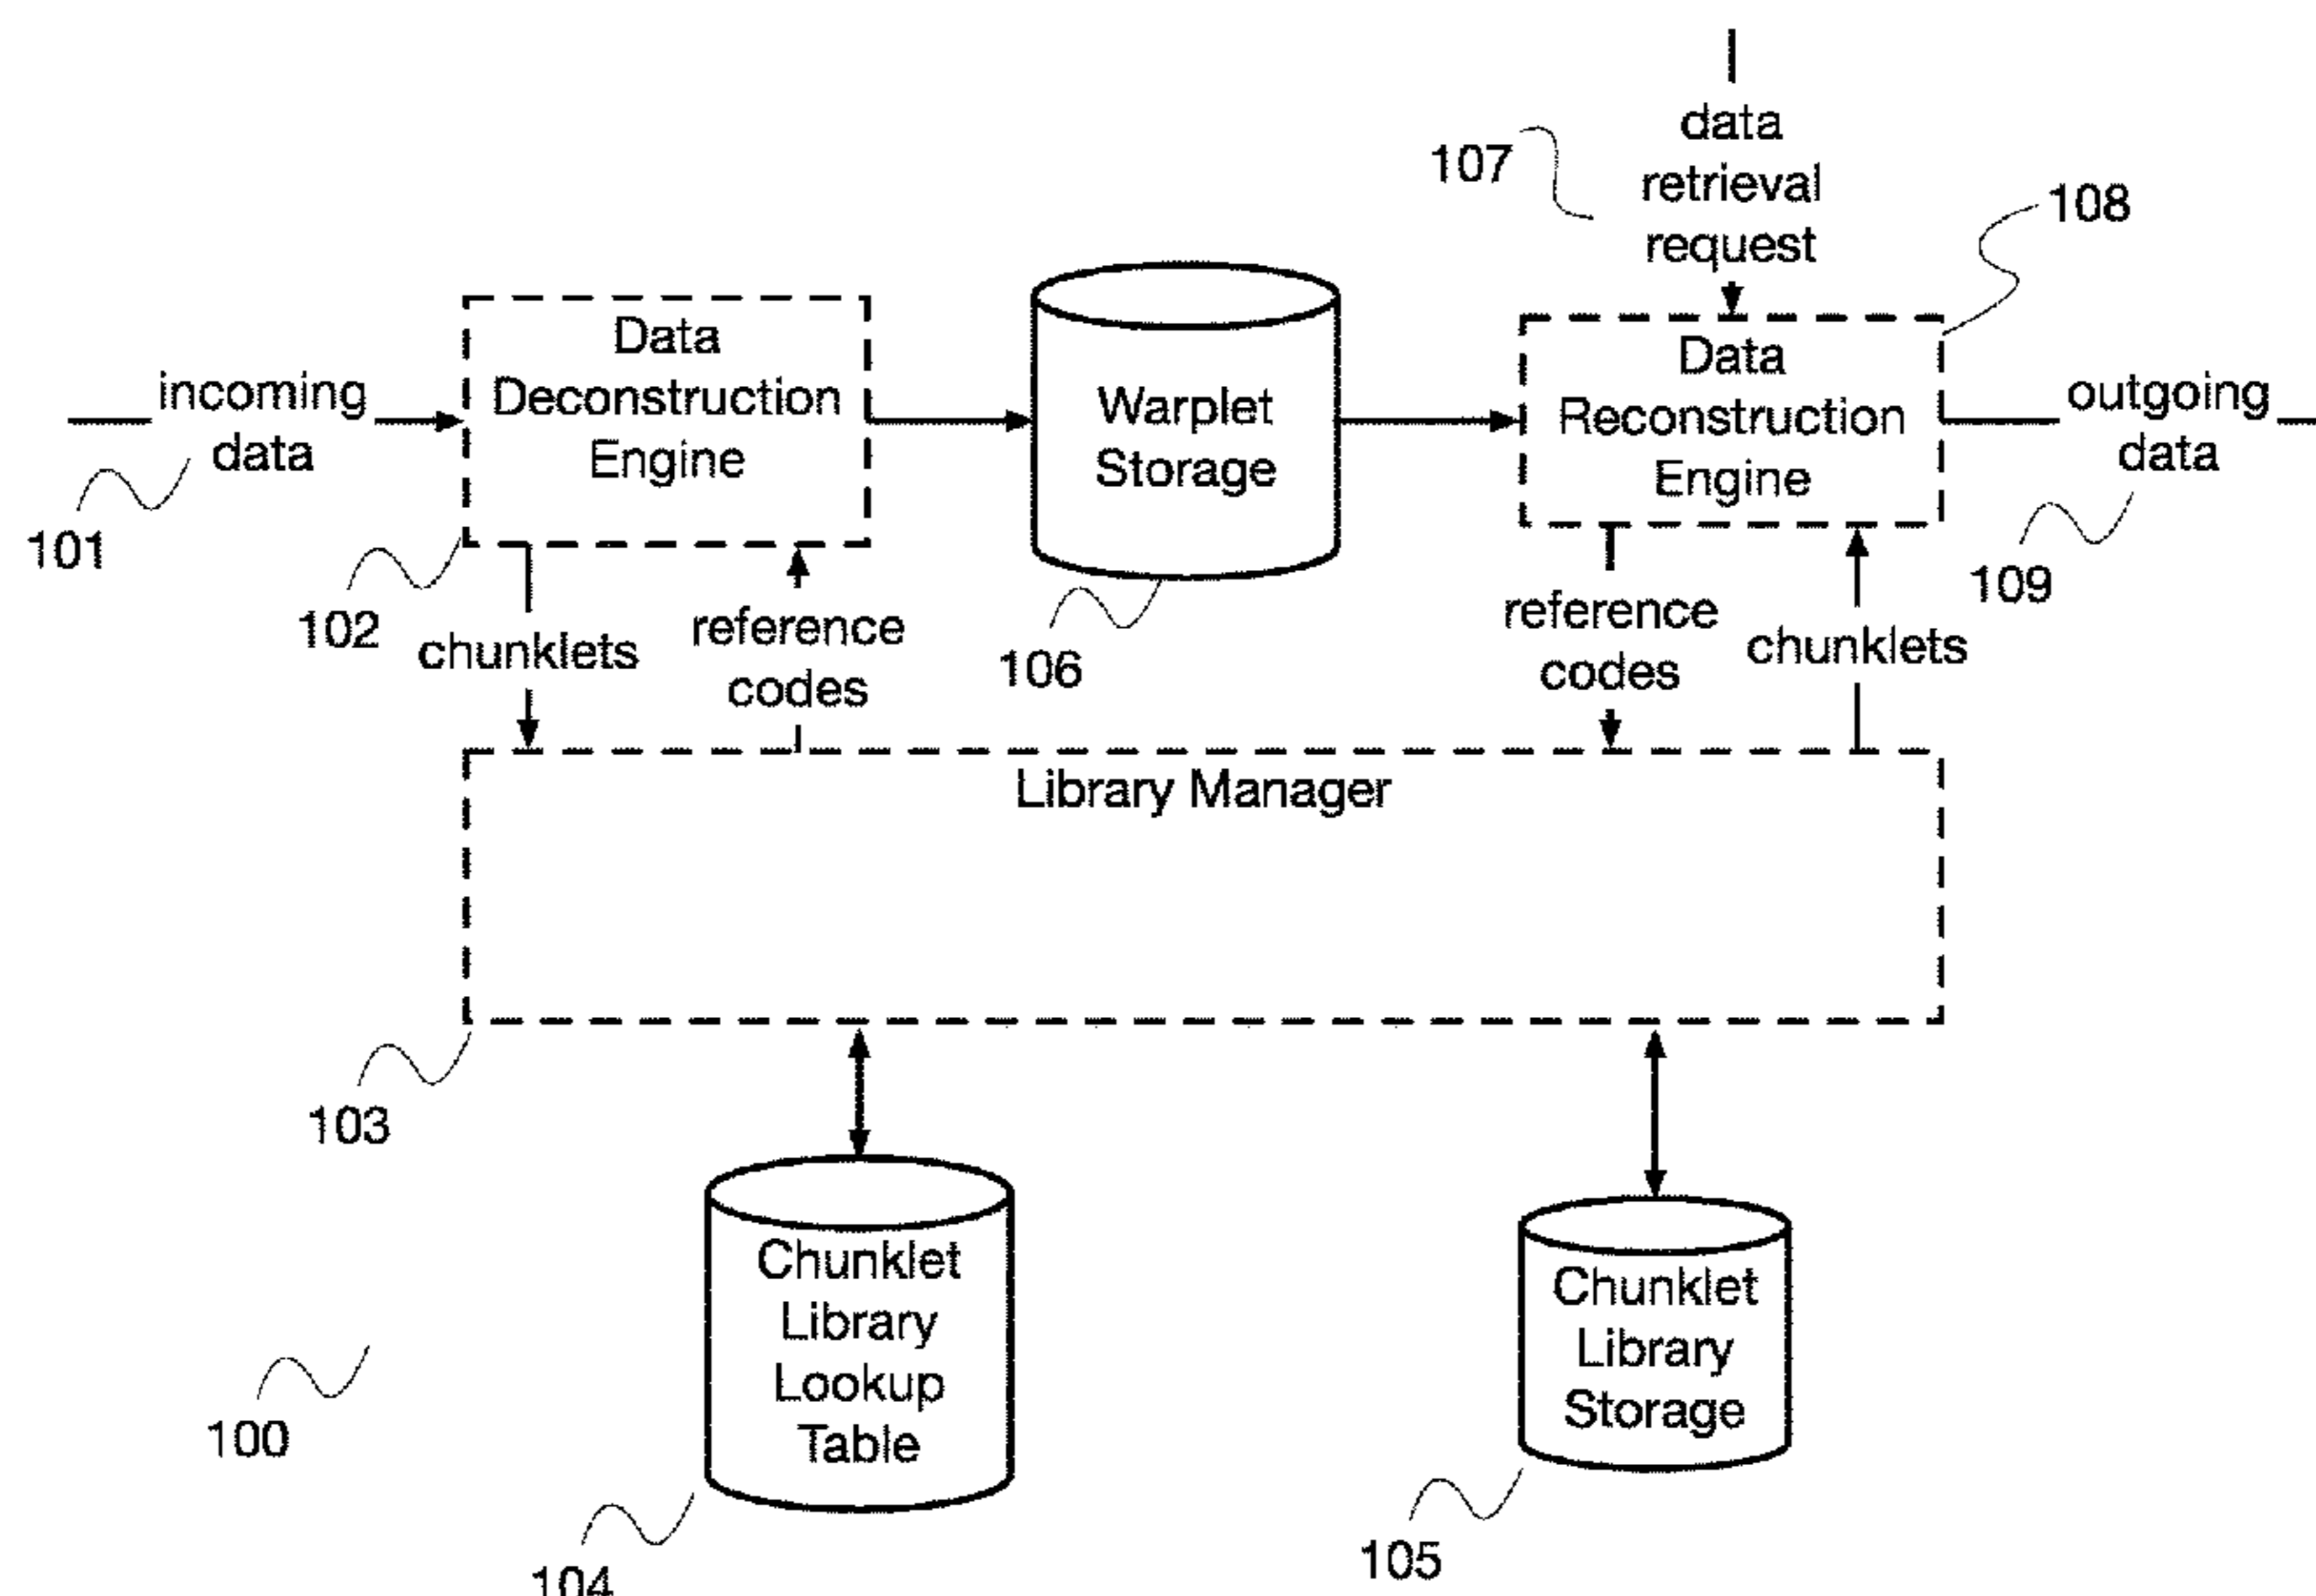 data
retrieval
request
107
108
incoming
data
101
Data
Deconstruction
Engine
102
Warplet
Storage
106
Data
Reconstruction
Engine
outgoing
data
109
chunklets
reference
codes
reference
codes
chunklets
Library Manager
103
Chunklet
Library
Lookup
Table
104
Chunklet
Library
Storage
105
100